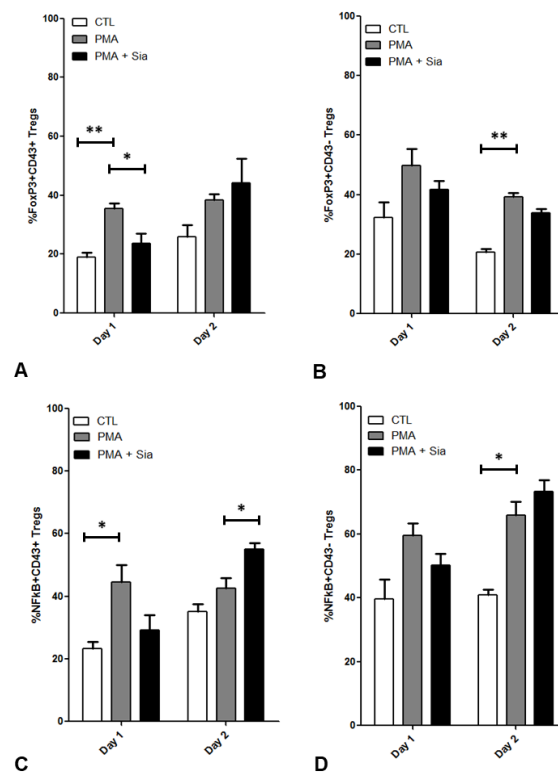 100
80
60
40
20
0
%FoxP3+CD43+ Tregs
CTL
PMA
PMA + Sia
**
*
Day 1
Day 2
A
100
80
60
40
20
0
%FoxP3+CD43- Tregs
CTL
PMA
PMA + Sia
**
Day 1
Day 2
B
100
80
60
40
20
0
%NFkB+CD43+ Tregs
CTL
PMA
PMA + Sia
*
*
Day 1
Day 2
C
100
80
60
40
20
0
%NFkB+CD43- Tregs
CTL
PMA
PMA + Sia
*
Day 1
Day 2
D